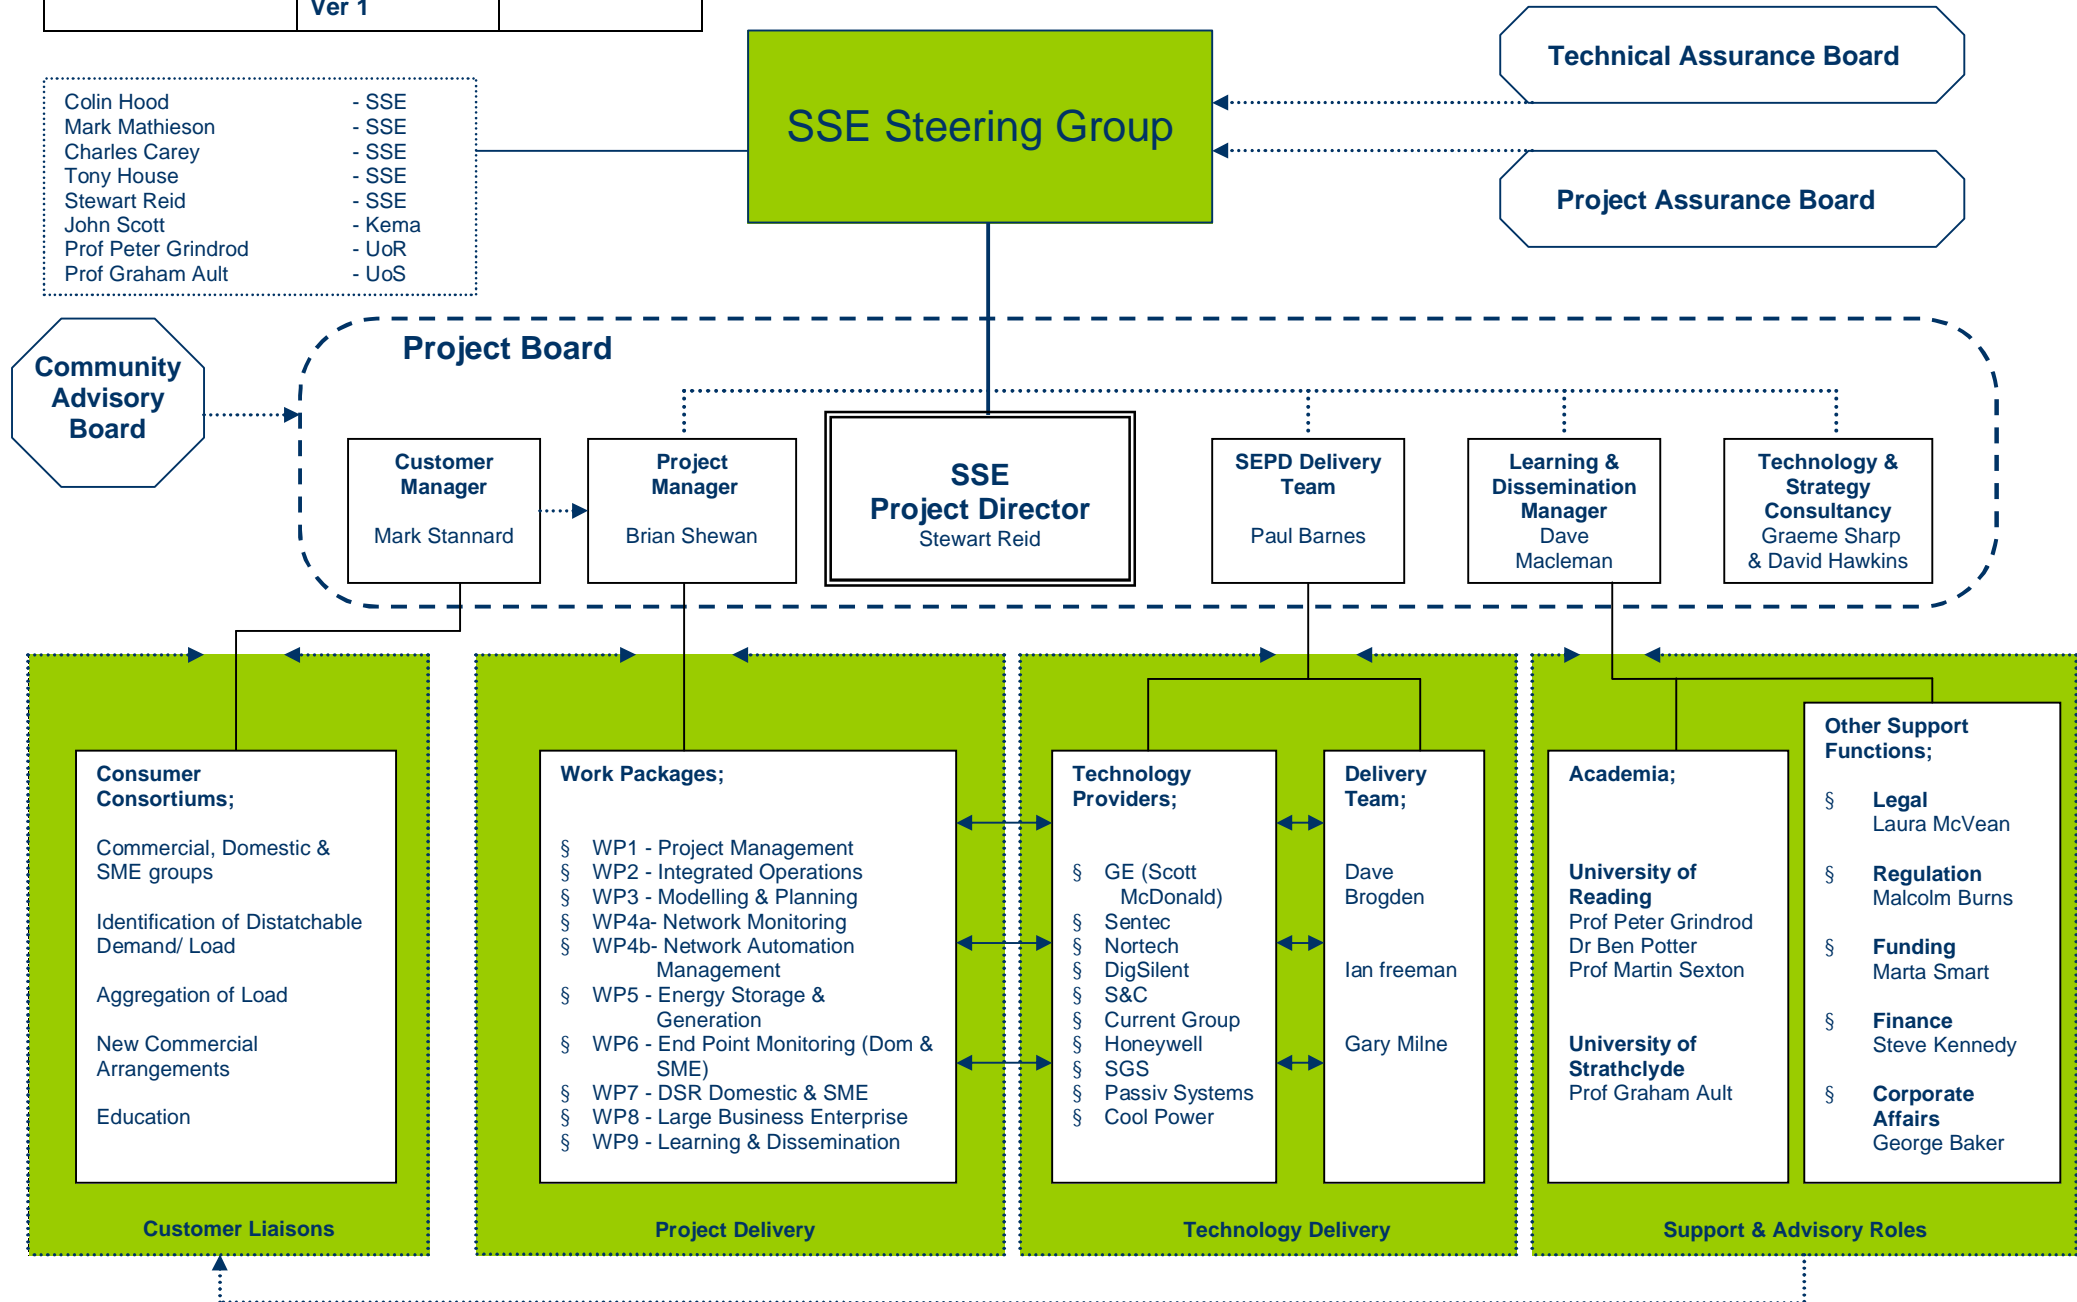 Ver 1
Technical Assurance Board
SSE Steering Group
Project Assurance Board
Colin Hood - SSE
Mark Mathieson - SSE
Charles Carey - SSE
Tony House - SSE
Stewart Reid - SSE
John Scott - Kema
Prof Peter Grindrod - UoR
Prof Graham Ault - UoS
Community
Advisory
Board
Project Board
Customer
Manager
Mark Stannard
Project
Manager
Brian Shewan
SSE
Project Director
Stewart Reid
SEPD Delivery
Team
Paul Barnes
Learning &
Dissemination
Manager
Dave
Macleman
Technology &
Strategy
Consultancy
Graeme Sharp
& David Hawkins
Consumer
Consortiums;
Commercial, Domestic &
SME groups
Identification of Distatchable
Demand/ Load
Aggregation of Load
New Commercial
Arrangements
Education
Customer Liaisons
Work Packages;
§ WP1 - Project Management
§ WP2 - Integrated Operations
§ WP3 - Modelling & Planning
§ WP4a- Network Monitoring
§ WP4b- Network Automation
Management
§ WP5 - Energy Storage &
Generation
§ WP6 - End Point Monitoring (Dom &
SME)
§ WP7 - DSR Domestic & SME
§ WP8 - Large Business Enterprise
§ WP9 - Learning & Dissemination
Project Delivery
Technology
Providers;
§ GE (Scott
McDonald)
§ Sentec
§ Nortech
§ DigSilent
§ S&C
§ Current Group
§ Honeywell
§ SGS
§ Passiv Systems
§ Cool Power
Delivery
Team;
Dave
Brogden
Ian freeman
Gary Milne
Technology Delivery
Academia;
University of
Reading
Prof Peter Grindrod
Dr Ben Potter
Prof Martin Sexton
University of
Strathclyde
Prof Graham Ault
Other Support
Functions;
§ Legal
Laura McVean
§ Regulation
Malcolm Burns
§ Funding
Marta Smart
§ Finance
Steve Kennedy
§ Corporate
Affairs
George Baker
Support & Advisory Roles